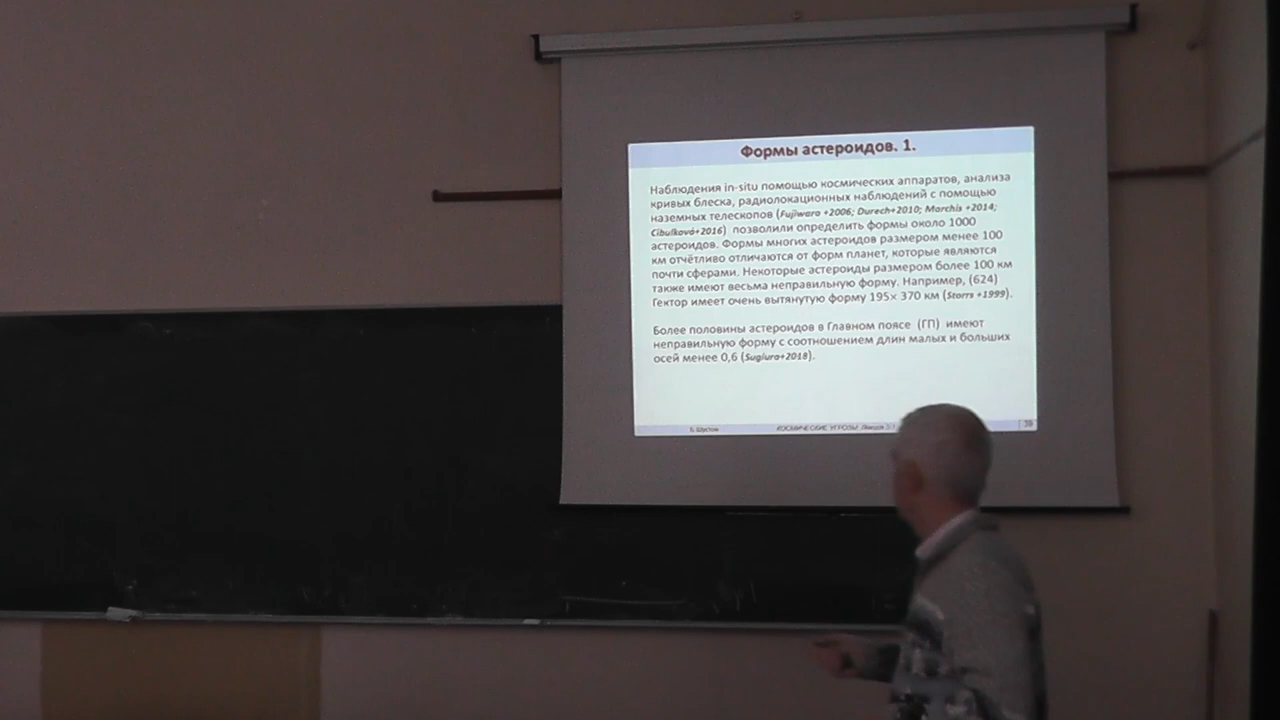 Формы астероидов. 1.
Наблюдения in-situ помощью космических аппаратов, анализа
кривых блеска, радиолокационных наблюдений с помощью
наземных телескопов (Fujiwara +2006; Durech+2010; Marchis +2014;
Cibulková+2016) позволили определить формы около 1000
астероидов. Формы многих астероидов размером менее 100
км отчётливо отличаются от форм планет, которые являются
почти сферами. Некоторые астероиды размером более 100 км
также имеют весьма неправильную форму. Например, (624)
Гектор имеет очень вытянутую форму 195× 370 км (Storrs +1999).
Более половины астероидов в Главном поясе (ГП) имеют
неправильную форму с соотношением длин малых и больших
осей менее 0,6 (Sugiura+2018).
Б.Шустов КОСМИЧЕСКИЕ УГРОЗЫ. Лекция 39